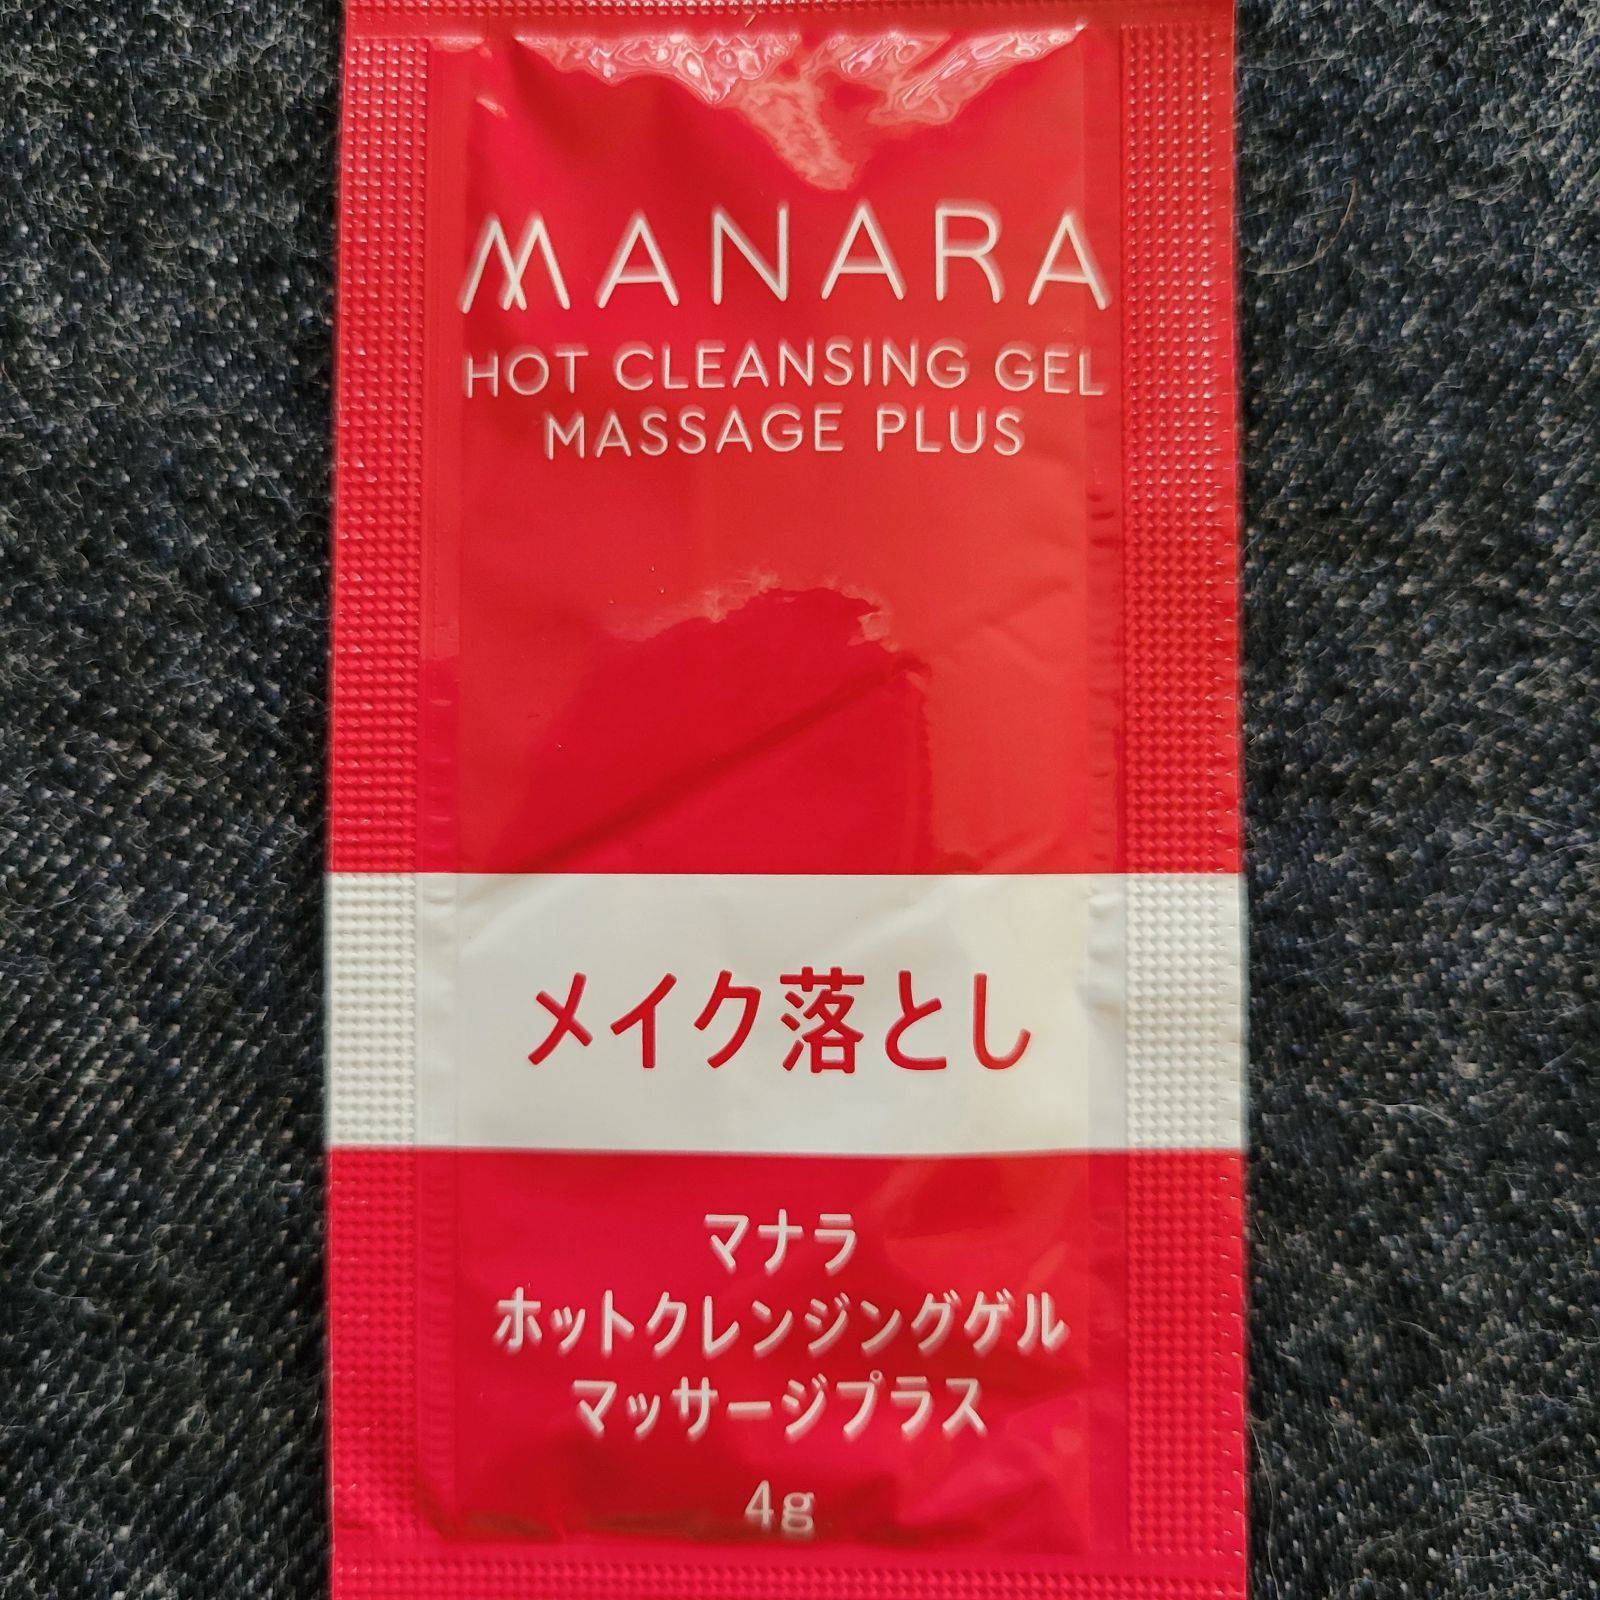 MANARA
HOT CLEANSING GEL
MASSAGE PLUS
メイク落とし
マナラ
ホットクレンジングゲル
マッサージプラス
4g